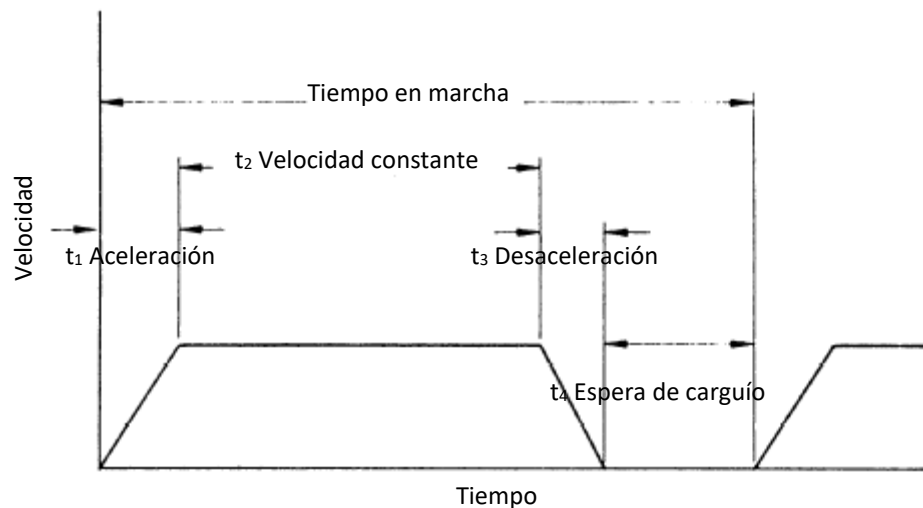 Tiempo en marcha
t₂ Velocidad constante
t₁ Aceleración
t₃ Desaceleración
Velocidad
t₄ Espera de carguío
Tiempo